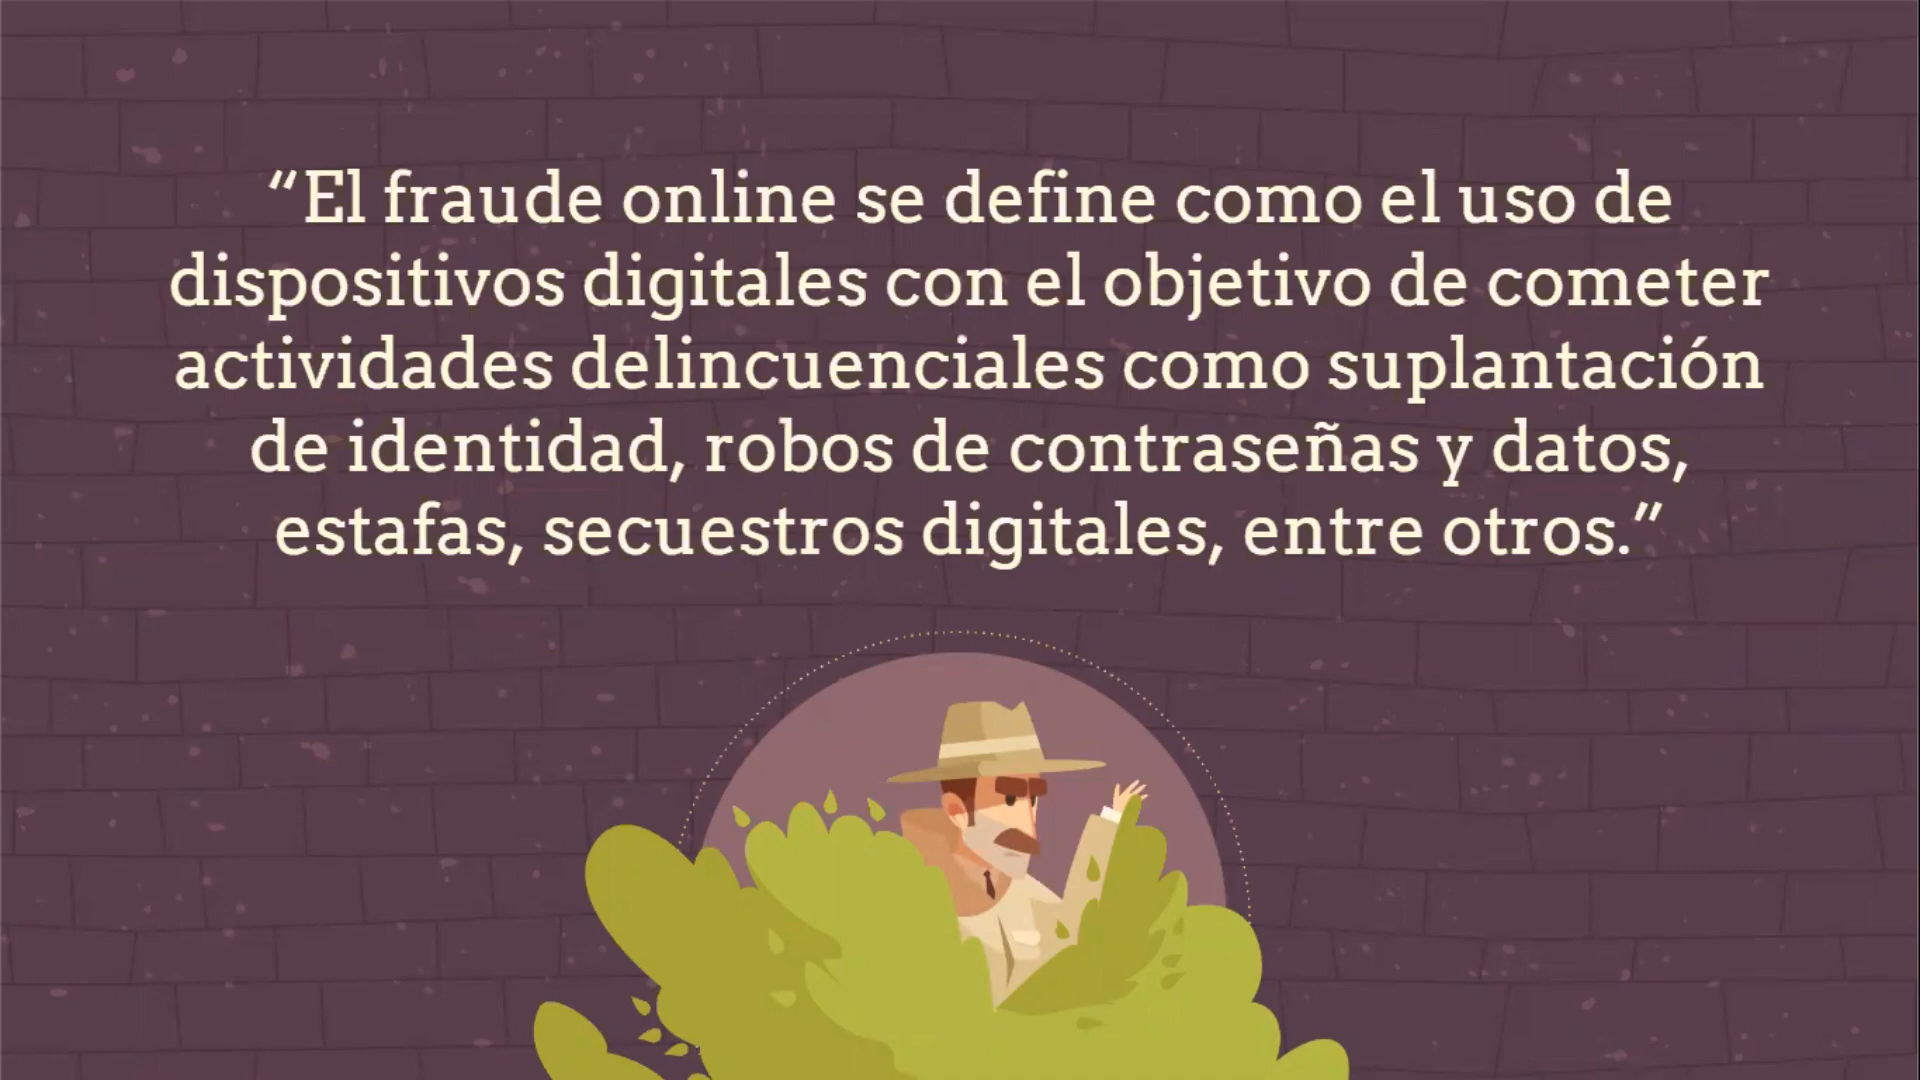 “El fraude online se define como el uso de
dispositivos digitales con el objetivo de cometer
actividades delincuenciales como suplantación
de identidad, robos de contraseñas y datos,
estafas, secuestros digitales, entre otros.”